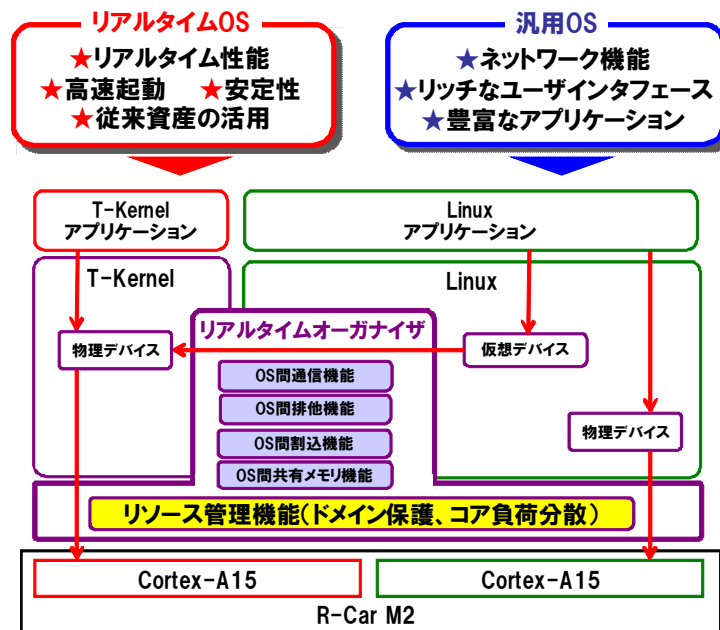 リアルタイムOS
★リアルタイム性能
★高速起動 ★安定性
★従来資産の活用
汎用OS
★ネットワーク機能
★リッチなユーザインタフェース
★豊富なアプリケーション
T-Kernel
アプリケーション
Linux
アプリケーション
T-Kernel
Linux
リアルタイムオーガナイザ
物理デバイス
仮想デバイス
OS間通信機能
OS間排他機能
OS間割込機能
OS間共有メモリ機能
物理デバイス
リソース管理機能(ドメイン保護、コア負荷分散)
Cortex-A15
Cortex-A15
R-Car M2